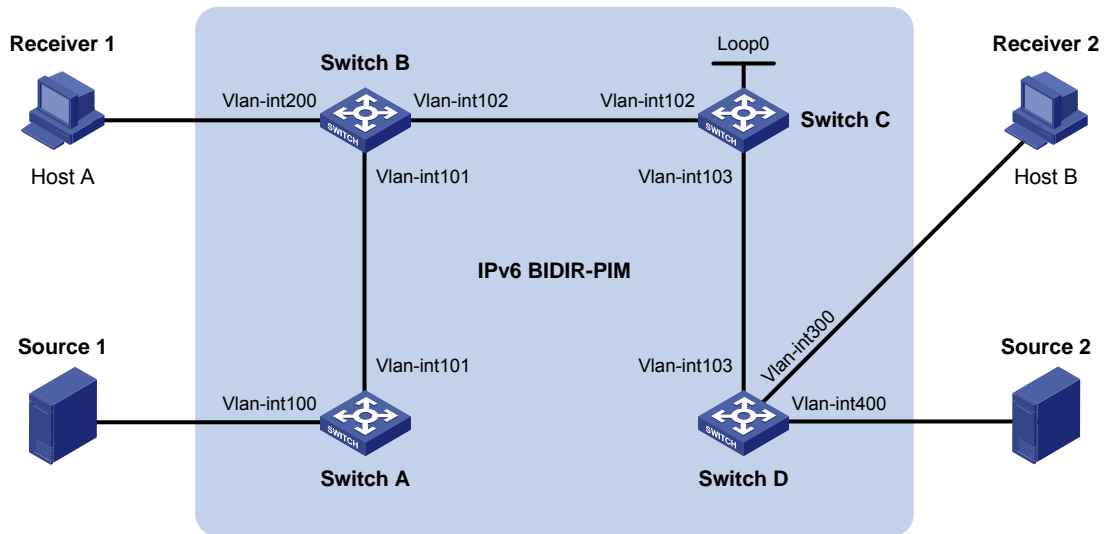 Receiver 1
Loop0
Receiver 2
Switch B
Vlan-int200
Vlan-int102
Vlan-int102
Switch C
SWITCH
SWITCH
Host A
Vlan-int101
Vlan-int103
Host B
IPv6 BIDIR-PIM
Vlan-int300
Source 1
Source 2
Vlan-int101
Vlan-int103
Vlan-int100
Vlan-int400
SWITCH
SWITCH
Switch A
Switch D